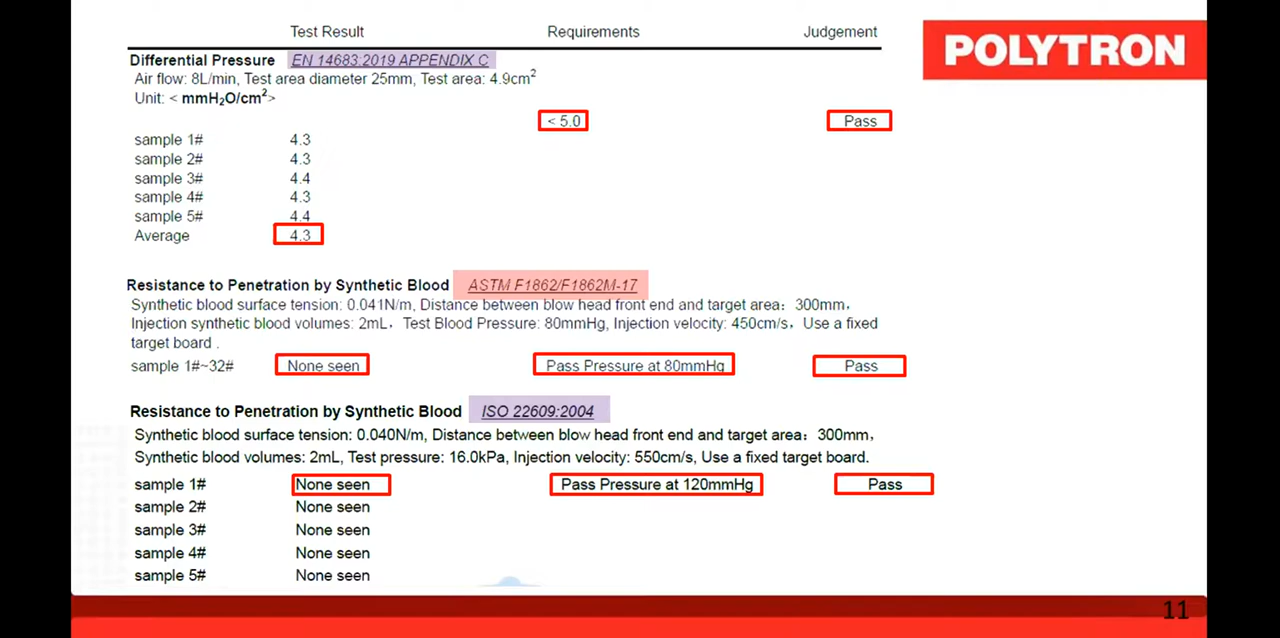 Test Result Requirements Judgement
POLYTRON
Differential Pressure EN 14683:2019 APPENDIX C
Air flow: 8L/min, Test area diameter 25mm, Test area: 4.9cm²
Unit: < mmH₂O/cm²>
< 5.0 Pass
sample 1# 4.3
sample 2# 4.3
sample 3# 4.4
sample 4# 4.3
sample 5# 4.4
Average 4.3
Resistance to Penetration by Synthetic Blood ASTM F1862/F1862M-17
Synthetic blood surface tension: 0.041N/m, Distance between blow head front end and target area：300mm，
Injection synthetic blood volumes: 2mL，Test Blood Pressure: 80mmHg, Injection velocity: 450cm/s，Use a fixed
target board .
sample 1#~32# None seen Pass Pressure at 80mmHg Pass
Resistance to Penetration by Synthetic Blood ISO 22609:2004
Synthetic blood surface tension: 0.040N/m, Distance between blow head front end and target area：300mm，
Synthetic blood volumes: 2mL, Test pressure: 16.0kPa, Injection velocity: 550cm/s, Use a fixed target board.
sample 1# None seen Pass Pressure at 120mmHg Pass
sample 2# None seen
sample 3# None seen
sample 4# None seen
sample 5# None seen
11